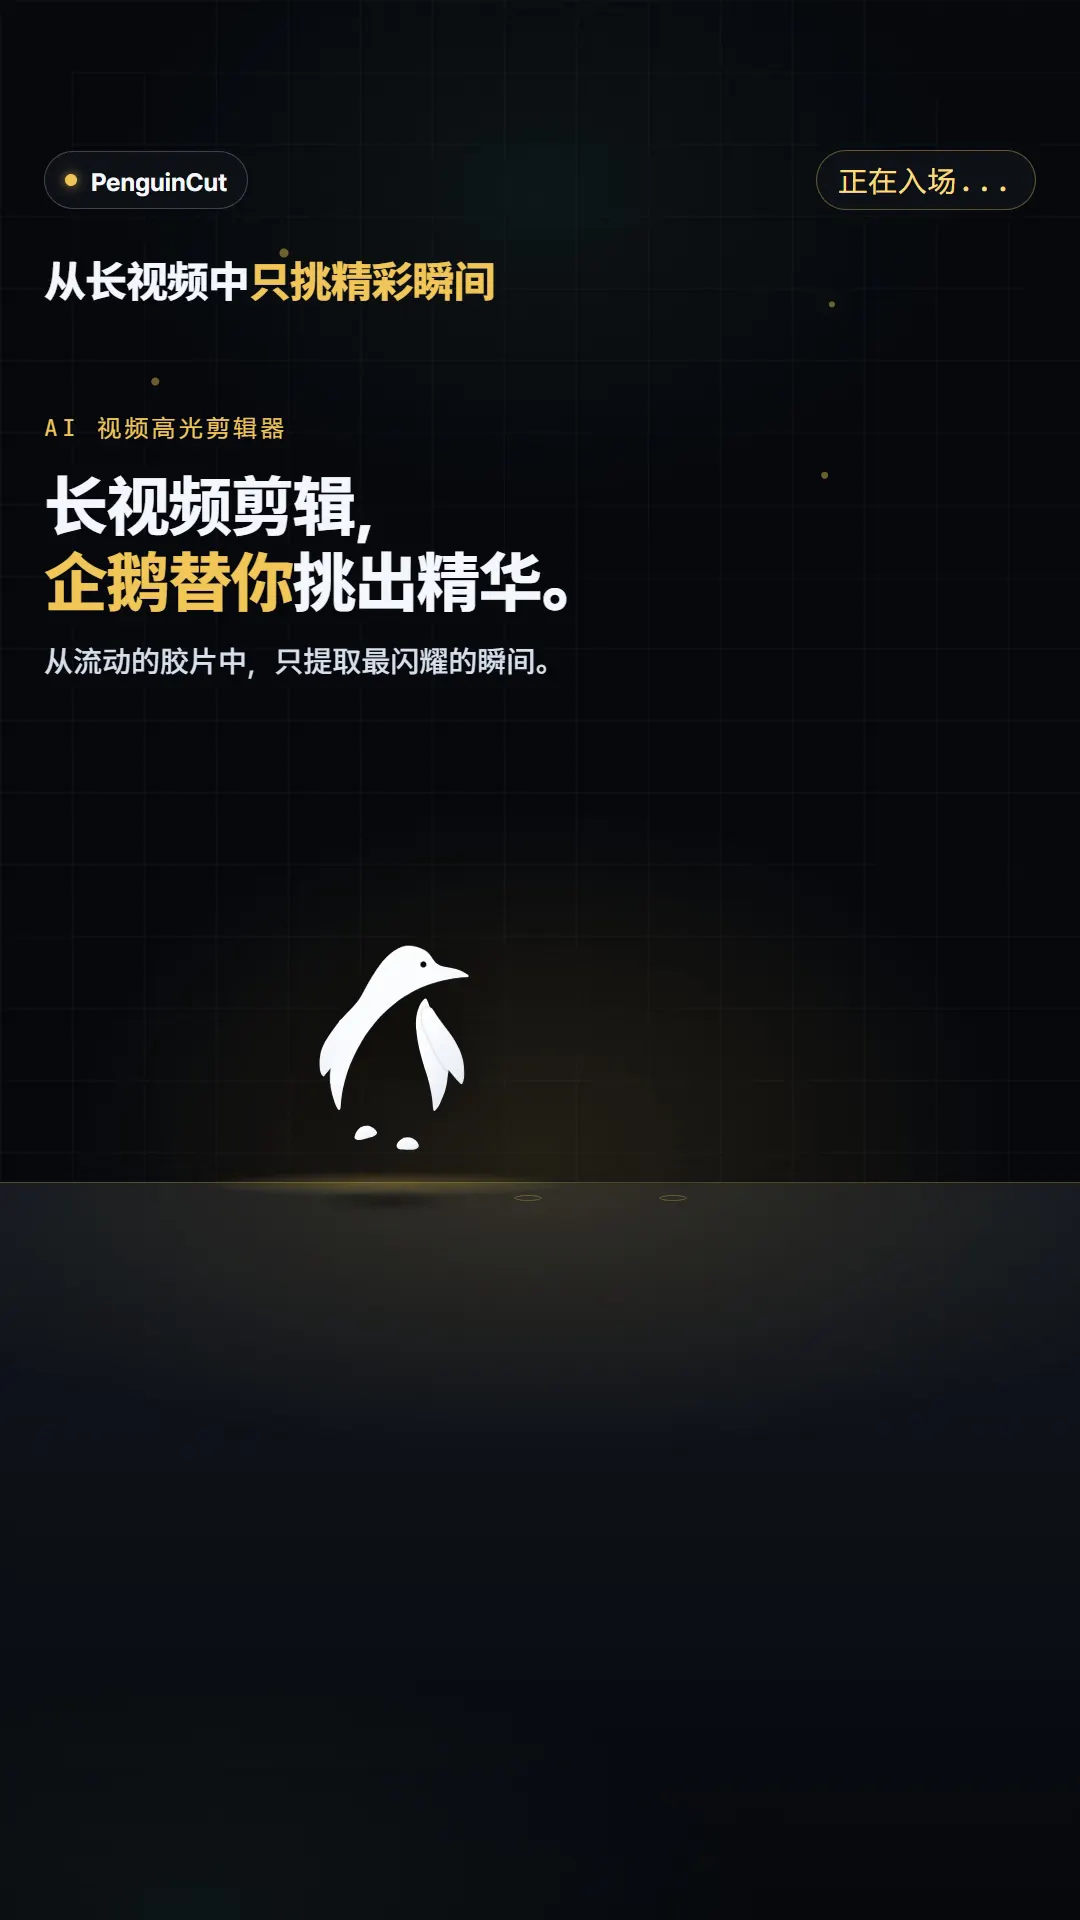 PenguinCut
正在入场...
从长视频中只挑精彩瞬间
AI 视频高光剪辑器
长视频剪辑,
企鹅替你挑出精华。
从流动的胶片中，只提取最闪耀的瞬间。